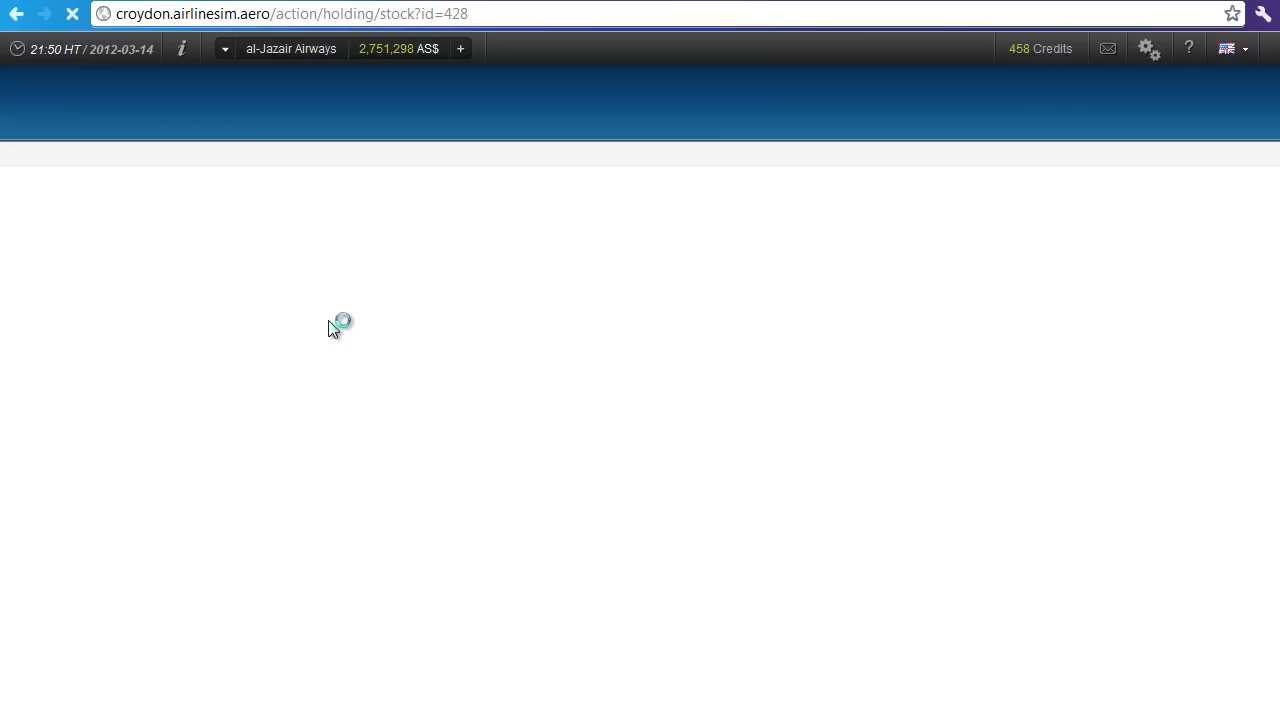 croydon.airlinesim.aero/action/holding/stock?id=428
21:50 HT / 2012-03-14 i al-Jazair Airways 2,751,298 AS$ + 458 Credits ?